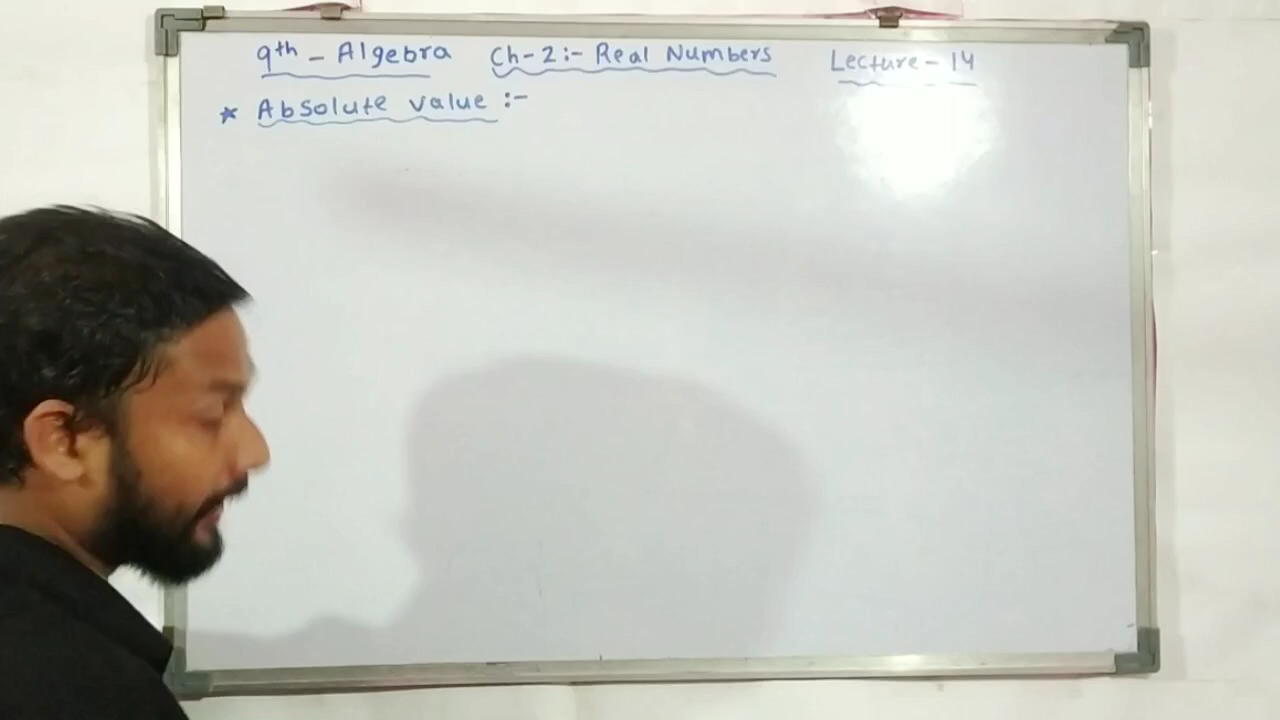 9th - Algebra Ch-2:- Real Numbers Lecture - 14
* Absolute value :-